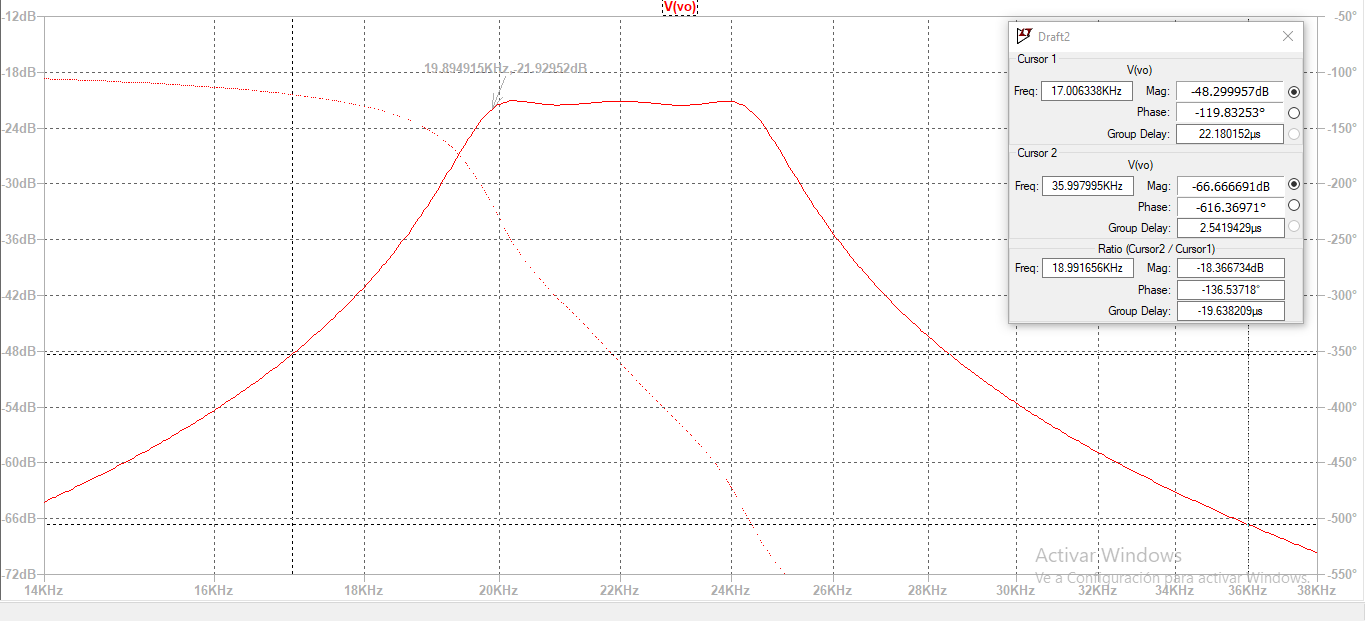 V(vo)
-12dB
-18dB
-24dB
-30dB
-36dB
-42dB
-48dB
-54dB
-60dB
-66dB
-72dB
14KHz 16KHz 18KHz 20KHz 22KHz 24KHz 26KHz 28KHz 30KHz 32KHz 34KHz 36KHz 38KHz
-50°
-100°
-150°
-200°
-250°
-300°
-350°
-400°
-450°
-500°
-550°
19.894915KHz,-21.92952dB
Draft2
Cursor 1
V(vo)
Freq: 17.006338KHz Mag: -48.299957dB
Phase: -119.83253°
Group Delay: 22.180152µs
Cursor 2
V(vo)
Freq: 35.997995KHz Mag: -66.666691dB
Phase: -616.36971°
Group Delay: 2.5419429µs
Ratio (Cursor2 / Cursor1)
Freq: 18.991656KHz Mag: -18.366734dB
Phase: -136.53718°
Group Delay: -19.638209µs
Activar Windows
Ve a Configuración para activar Windows.